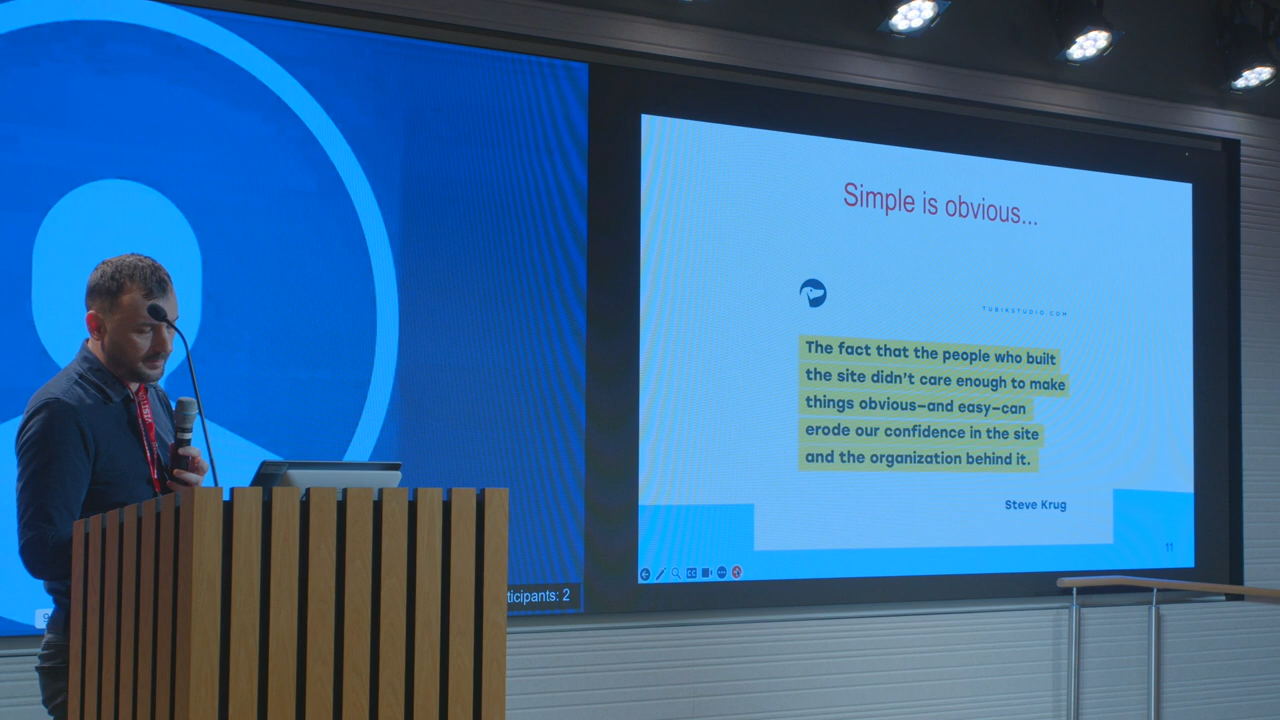 Simple is obvious...
TUBIKSTUDIO.COM
The fact that the people who built
the site didn't care enough to make
things obvious—and easy—can
erode our confidence in the site
and the organization behind it.
Steve Krug
11
CC
ticipants: 2